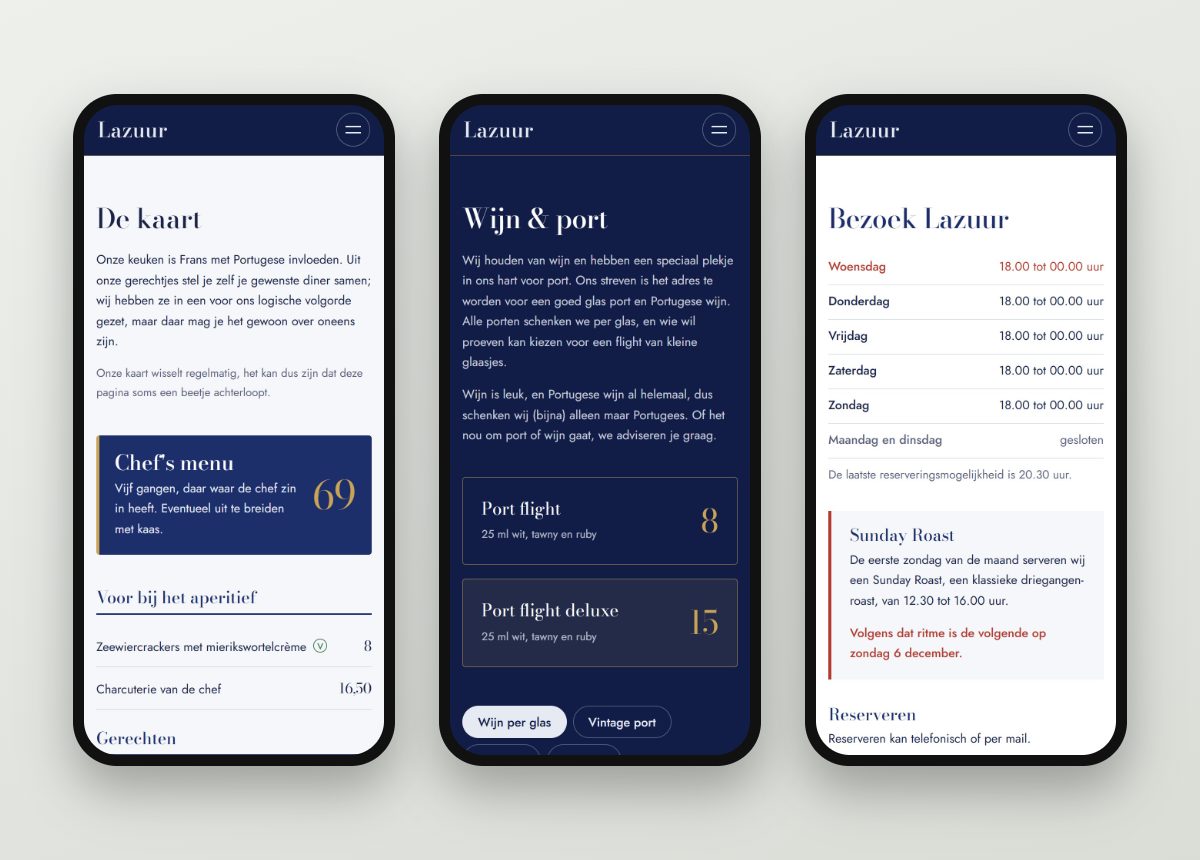 Lazuur
De kaart
Onze keuken is Frans met Portugese invloeden. Uit
onze gerechtjes stel je zelf je gewenste diner samen;
wij hebben ze in een voor ons logische volgorde
gezet, maar daar mag je het gewoon over oneens
zijn.
Onze kaart wisselt regelmatig, het kan dus zijn dat deze
pagina soms een beetje achterloopt.
Chef's menu
Vijf gangen, daar waar de chef zin
in heeft. Eventueel uit te breiden
met kaas.
69
Voor bij het aperitief
Zeewiercrackers met mierikswortelcrème V 8
Charcuterie van de chef 16,50
Gerechten
Lazuur
Wijn & port
Wij houden van wijn en hebben een speciaal plekje
in ons hart voor port. Ons streven is het adres te
worden voor een goed glas port en Portugese wijn.
Alle porten schenken we per glas, en wie wil
proeven kan kiezen voor een flight van kleine
glaasjes.
Wijn is leuk, en Portugese wijn al helemaal, dus
schenken wij (bijna) alleen maar Portugees. Of het
nou om port of wijn gaat, we adviseren je graag.
Port flight
25 ml wit, tawny en ruby
8
Port flight deluxe
25 ml wit, tawny en ruby
15
Wijn per glas Vintage port
Lazuur
Bezoek Lazuur
Woensdag 18.00 tot 00.00 uur
Donderdag 18.00 tot 00.00 uur
Vrijdag 18.00 tot 00.00 uur
Zaterdag 18.00 tot 00.00 uur
Zondag 18.00 tot 00.00 uur
Maandag en dinsdag gesloten
De laatste reserveringsmogelijkheid is 20.30 uur.
Sunday Roast
De eerste zondag van de maand serveren wij
een Sunday Roast, een klassieke driegangen-
roast, van 12.30 tot 16.00 uur.
Volgens dat ritme is de volgende op
zondag 6 december.
Reserveren
Reserveren kan telefonisch of per mail.